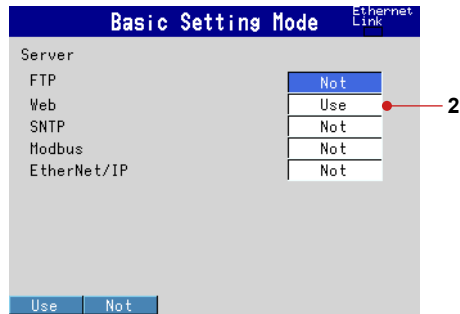 Basic Setting Mode
Ethernet
Link
Server
FTP Not
Web Use 2
SNTP Not
Modbus Not
EtherNet/IP Not
Use Not